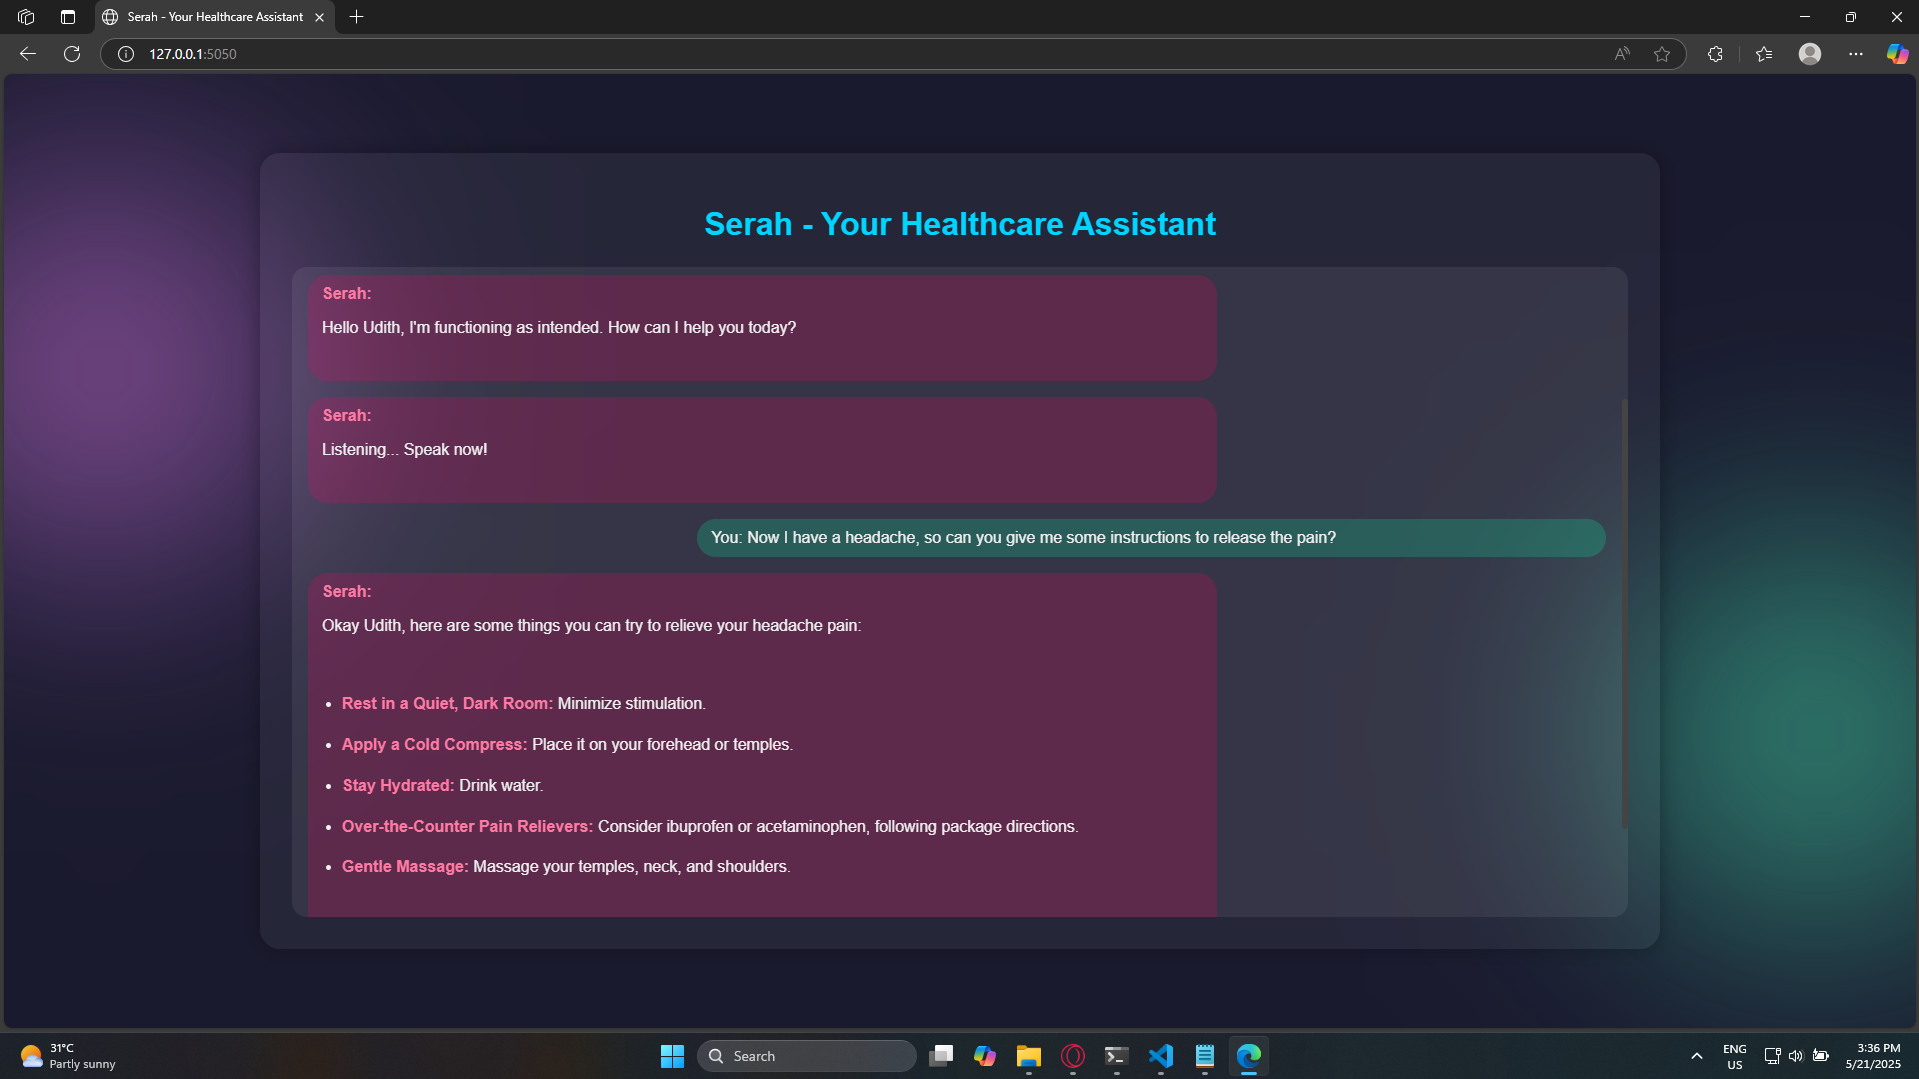 Serah - Your Healthcare Assistant
127.0.0.1:5050
Serah - Your Healthcare Assistant
Serah:
Hello Udith, I'm functioning as intended. How can I help you today?
Serah:
Listening... Speak now!
You: Now I have a headache, so can you give me some instructions to release the pain?
Serah:
Okay Udith, here are some things you can try to relieve your headache pain:
• Rest in a Quiet, Dark Room: Minimize stimulation.
• Apply a Cold Compress: Place it on your forehead or temples.
• Stay Hydrated: Drink water.
• Over-the-Counter Pain Relievers: Consider ibuprofen or acetaminophen, following package directions.
• Gentle Massage: Massage your temples, neck, and shoulders.
31°C
Partly sunny
Search
ENG
US
3:36 PM
5/21/2025